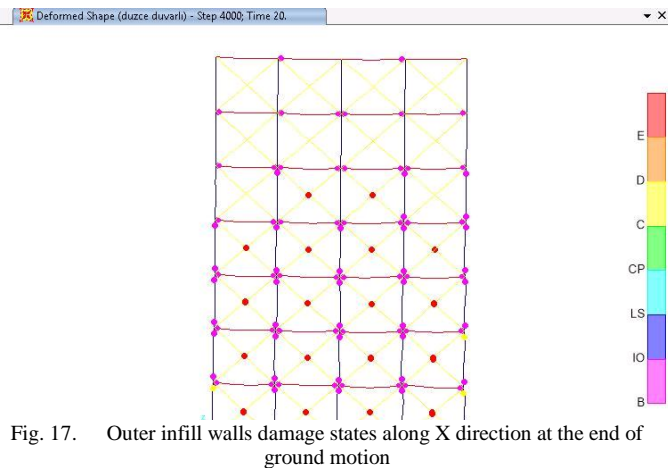 Deformed Shape (duzce duvarlı) - Step 4000; Time 20.
E
D
C
CP
LS
IO
B
Fig. 17. Outer infill walls damage states along X direction at the end of
ground motion